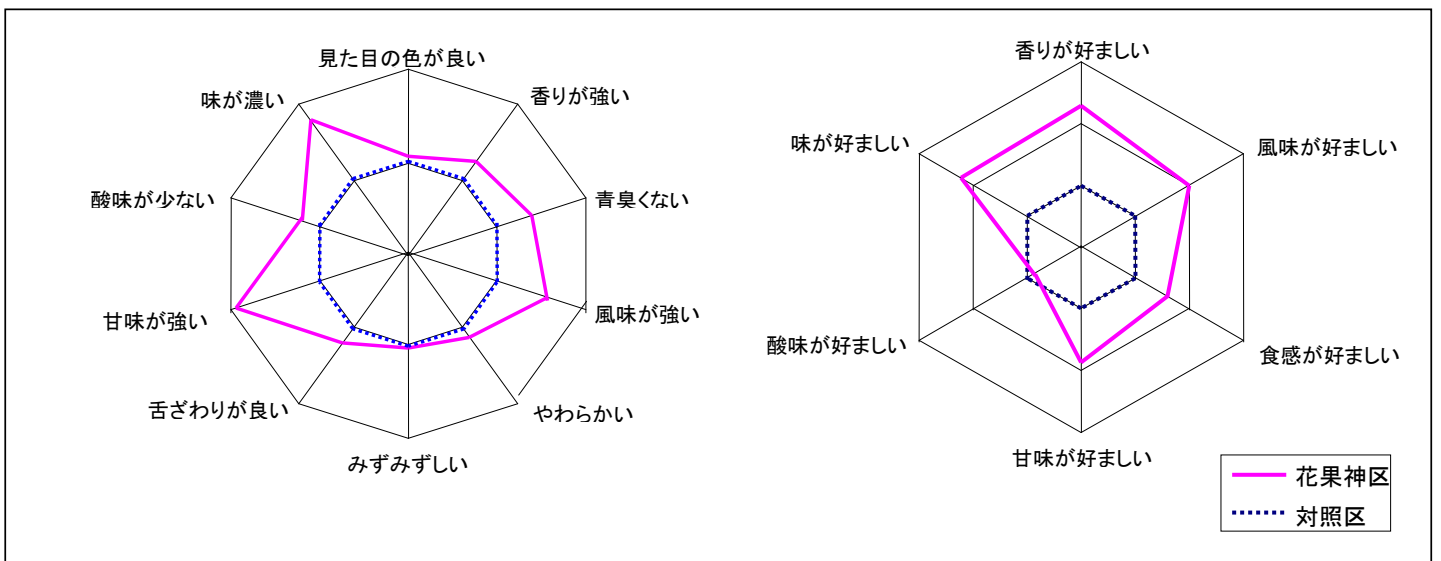 見た目の色が良い
香りが強い
青臭くない
風味が強い
やわらかい
みずみずしい
舌ざわりが良い
甘味が強い
酸味が少ない
味が濃い
香りが好ましい
風味が好ましい
食感が好ましい
甘味が好ましい
酸味が好ましい
味が好ましい
花果神区
対照区